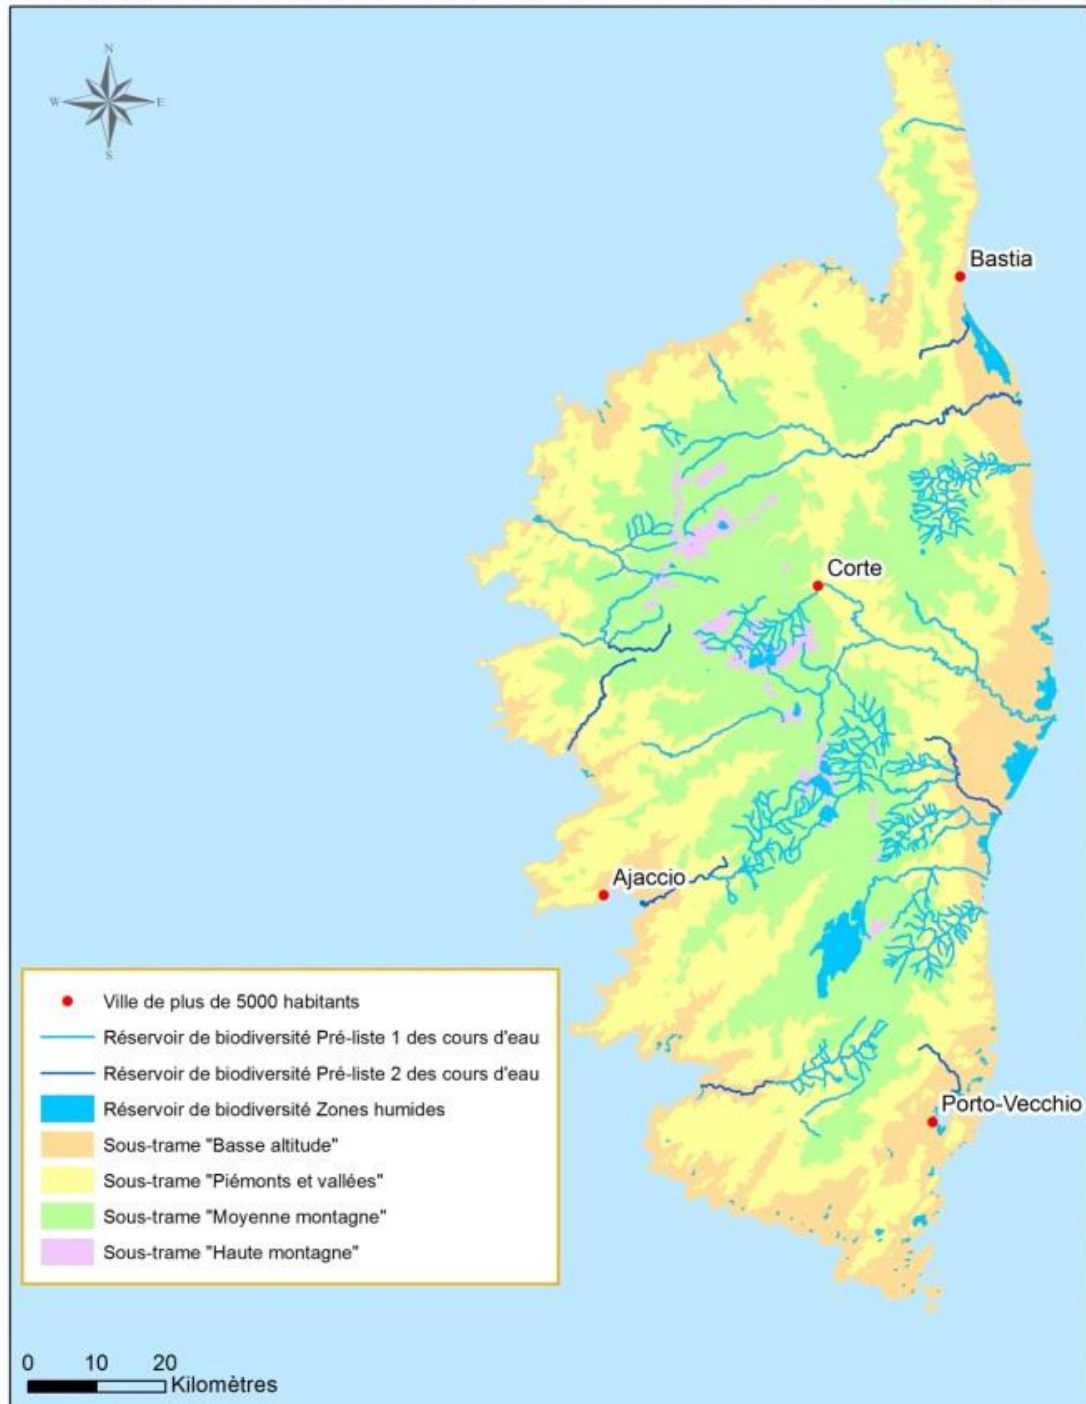 N
W
E
S
Bastia
Corte
Ajaccio
Porto-Vecchio
Ville de plus de 5000 habitants
Réservoir de biodiversité Pré-liste 1 des cours d'eau
Réservoir de biodiversité Pré-liste 2 des cours d'eau
Réservoir de biodiversité Zones humides
Sous-trame "Basse altitude"
Sous-trame "Piémonts et vallées"
Sous-trame "Moyenne montagne"
Sous-trame "Haute montagne"
0 10 20
Kilomètres